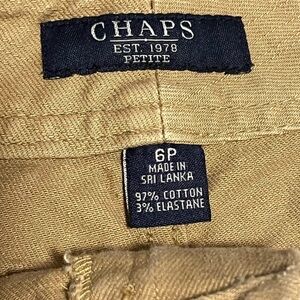 CHAPS
EST. 1978
PETITE
6P
MADE IN
SRI LANKA
97% COTTON
3% ELASTANE